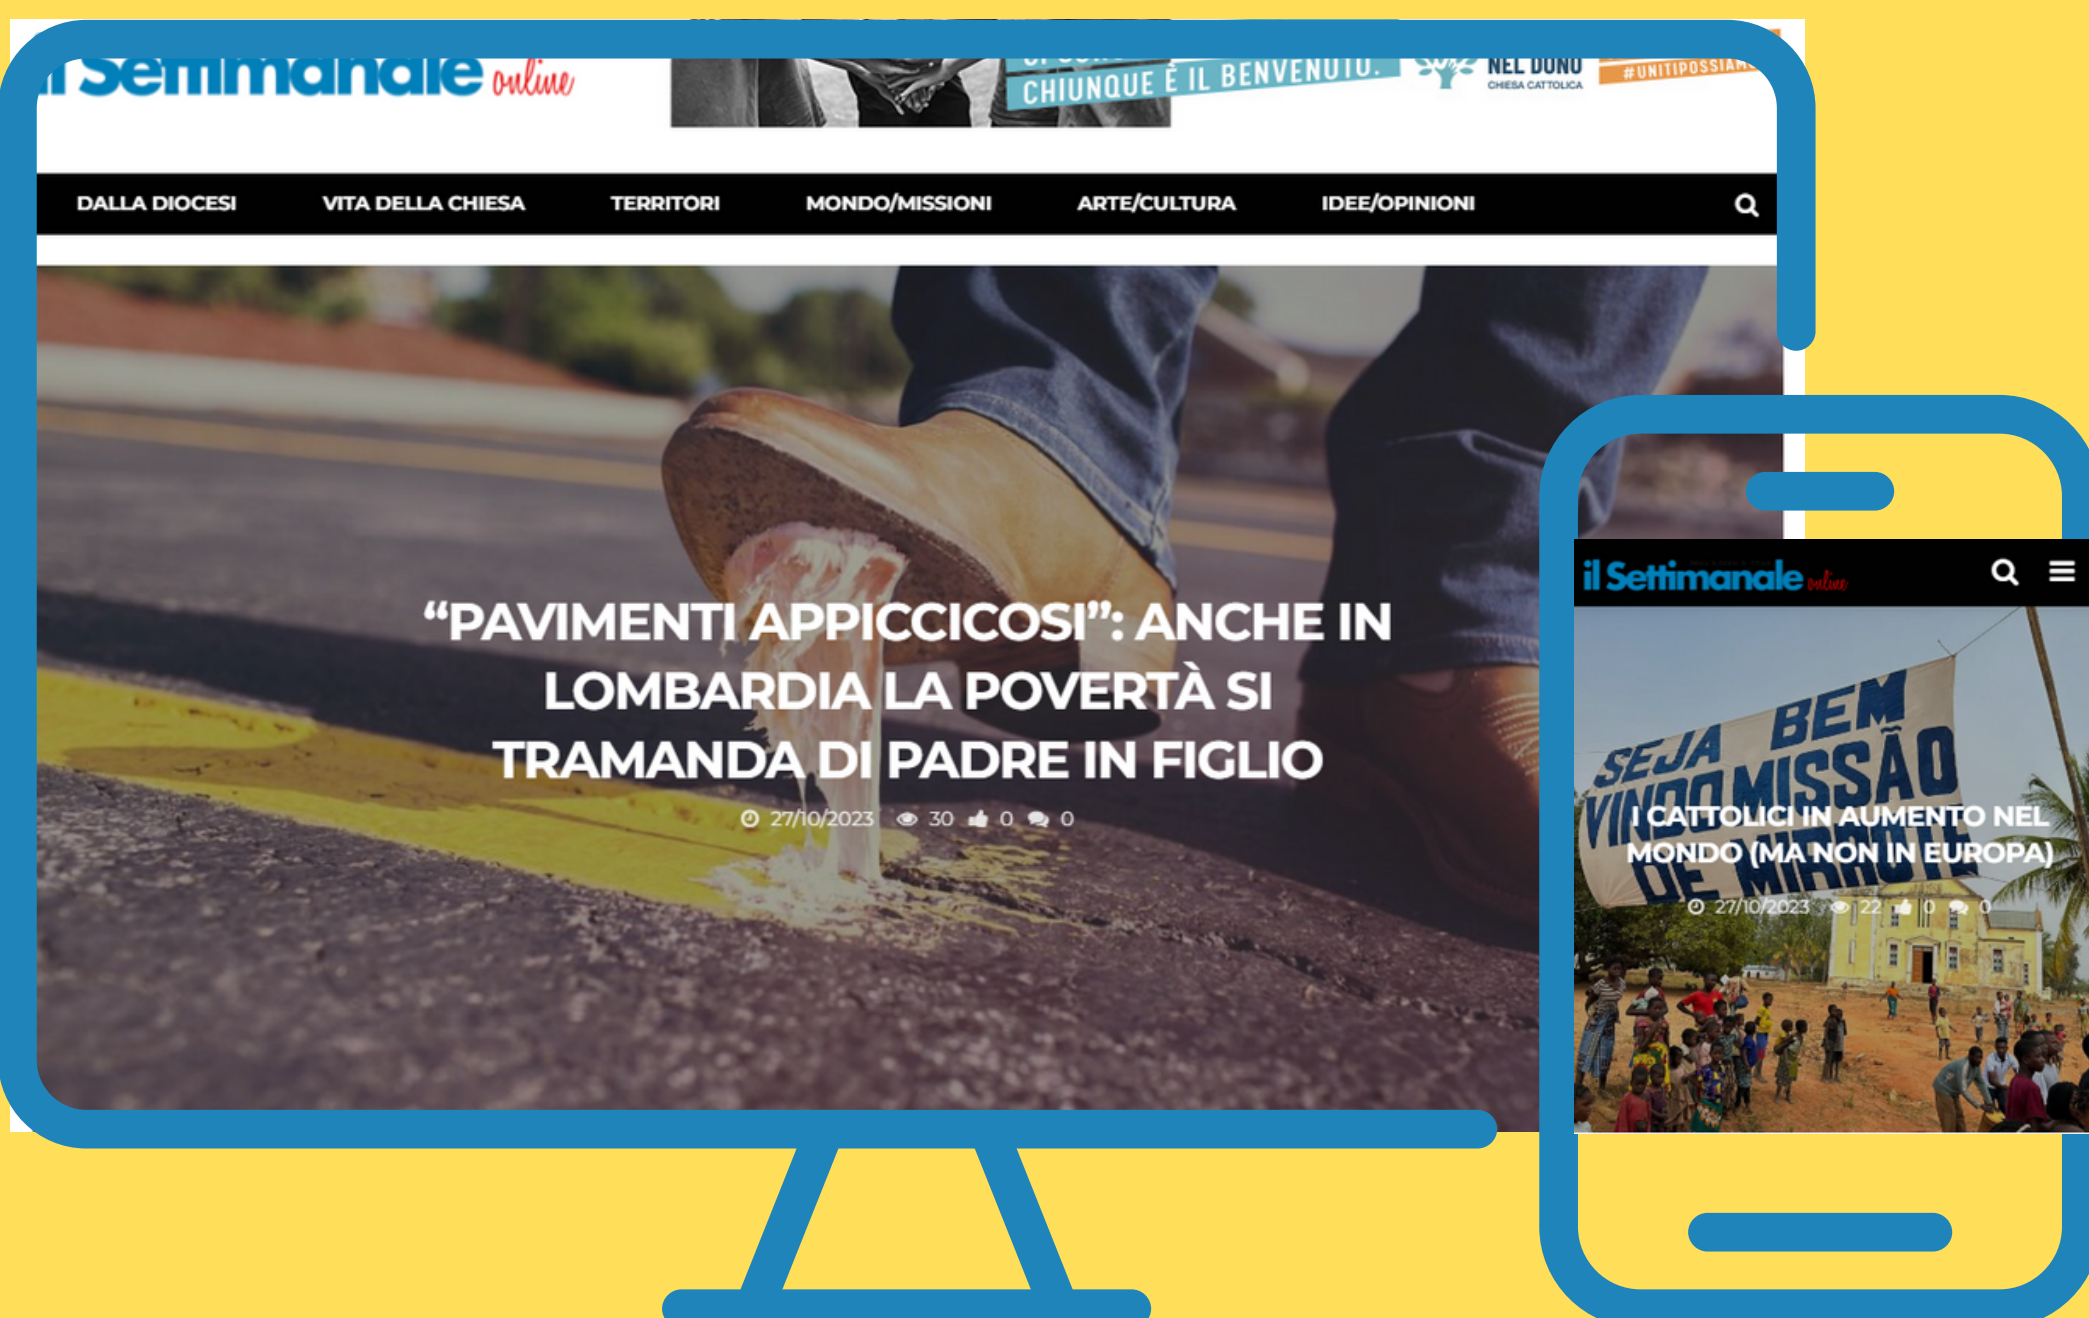 il Settimanale online
CHIUNQUE È IL BENVENUTO.
NEL DONO
CHIESA CATTOLICA
#UNITIPOSSIAMO
DALLA DIOCESI VITA DELLA CHIESA TERRITORI MONDO/MISSIONI ARTE/CULTURA IDEE/OPINIONI
“PAVIMENTI APPICCICOSI”: ANCHE IN
LOMBARDIA LA POVERTÀ SI
TRAMANDA DI PADRE IN FIGLIO
27/10/2023 30 0 0
il Settimanale online
SEJA BEM
VINDO MISSÃO
DE
I CATTOLICI IN AUMENTO NEL
MONDO (MA NON IN EUROPA)
27/10/2023 22 0 0